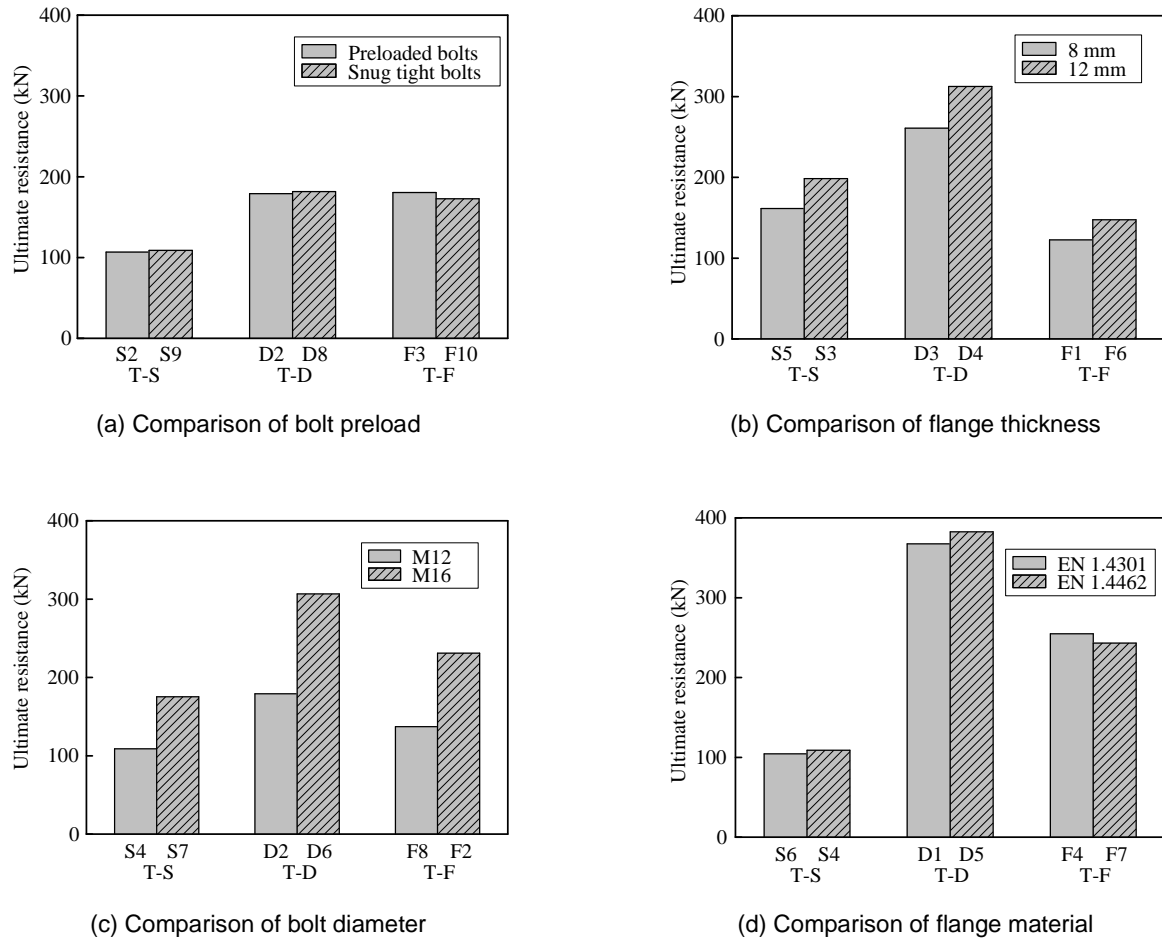 Ultimate resistance (kN)
400
300
200
100
0
Preloaded bolts
Snug tight bolts
S2 S9 D2 D8 F3 F10
T-S T-D T-F
(a) Comparison of bolt preload
Ultimate resistance (kN)
400
300
200
100
0
8 mm
12 mm
S5 S3 D3 D4 F1 F6
T-S T-D T-F
(b) Comparison of flange thickness
Ultimate resistance (kN)
400
300
200
100
0
M12
M16
S4 S7 D2 D6 F8 F2
T-S T-D T-F
(c) Comparison of bolt diameter
Ultimate resistance (kN)
400
300
200
100
0
EN 1.4301
EN 1.4462
S6 S4 D1 D5 F4 F7
T-S T-D T-F
(d) Comparison of flange material